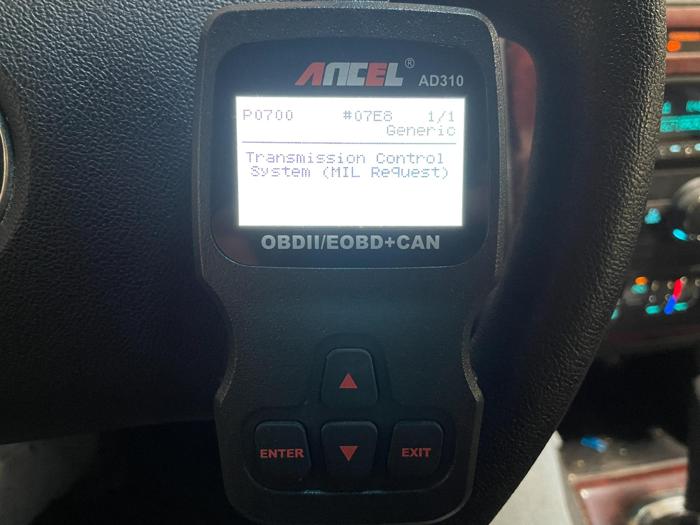 ANCEL® AD310
P0700 #07E8 1/1
Generic
Transmission Control
System (MIL Request)
OBDII/EOBD+CAN
ENTER EXIT